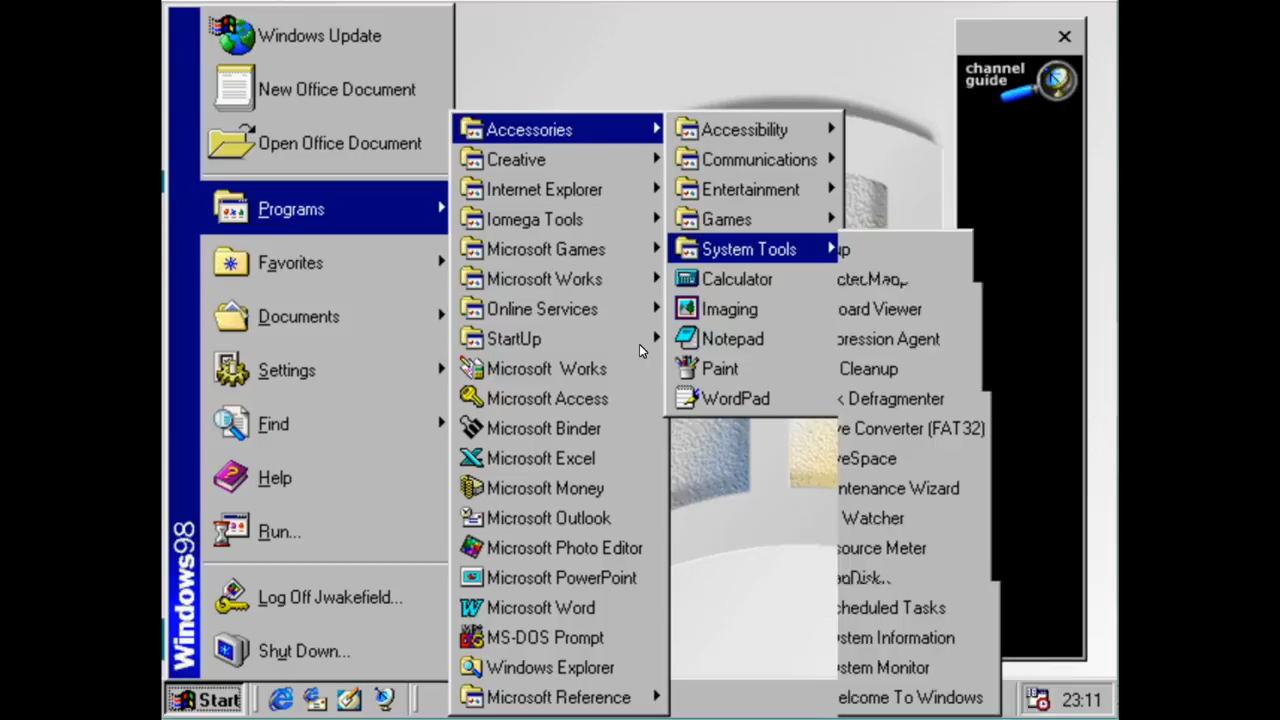 Windows Update
New Office Document
Open Office Document
Programs
Favorites
Documents
Settings
Find
Help
Run...
Log Off Jwakefield...
Shut Down...
Windows98
Accessories
Creative
Internet Explorer
Iomega Tools
Microsoft Games
Microsoft Works
Online Services
StartUp
Microsoft Works
Microsoft Access
Microsoft Binder
Microsoft Excel
Microsoft Money
Microsoft Outlook
Microsoft Photo Editor
Microsoft PowerPoint
Microsoft Word
MS-DOS Prompt
Windows Explorer
Microsoft Reference
Accessibility
Communications
Entertainment
Games
System Tools
Calculator
Imaging
Notepad
Paint
WordPad
up
oard Viewer
pression Agent
Cleanup
k Defragmenter
ve Converter (FAT32)
veSpace
ntenance Wizard
Watcher
source Meter
cheduled Tasks
stem Information
stem Monitor
elcome To Windows
channel
guide
Start
23:11